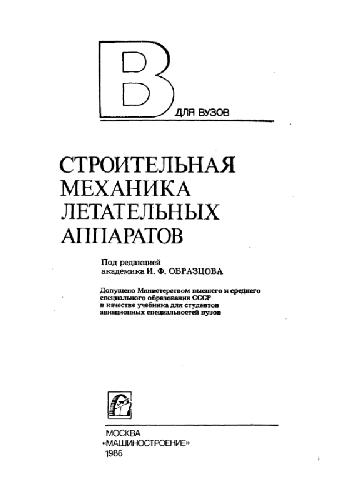 В
ДЛЯ ВУЗОВ
СТРОИТЕЛЬНАЯ
МЕХАНИКА
ЛЕТАТЕЛЬНЫХ
АППАРАТОВ
Под редакцией
академика И. Ф. ОБРАЗЦОВА
Допущено Министерством высшего и среднего
специального образования СССР
в качестве учебника для студентов
авиационных специальностей вузов
МОСКВА
«МАШИНОСТРОЕНИЕ»
1986